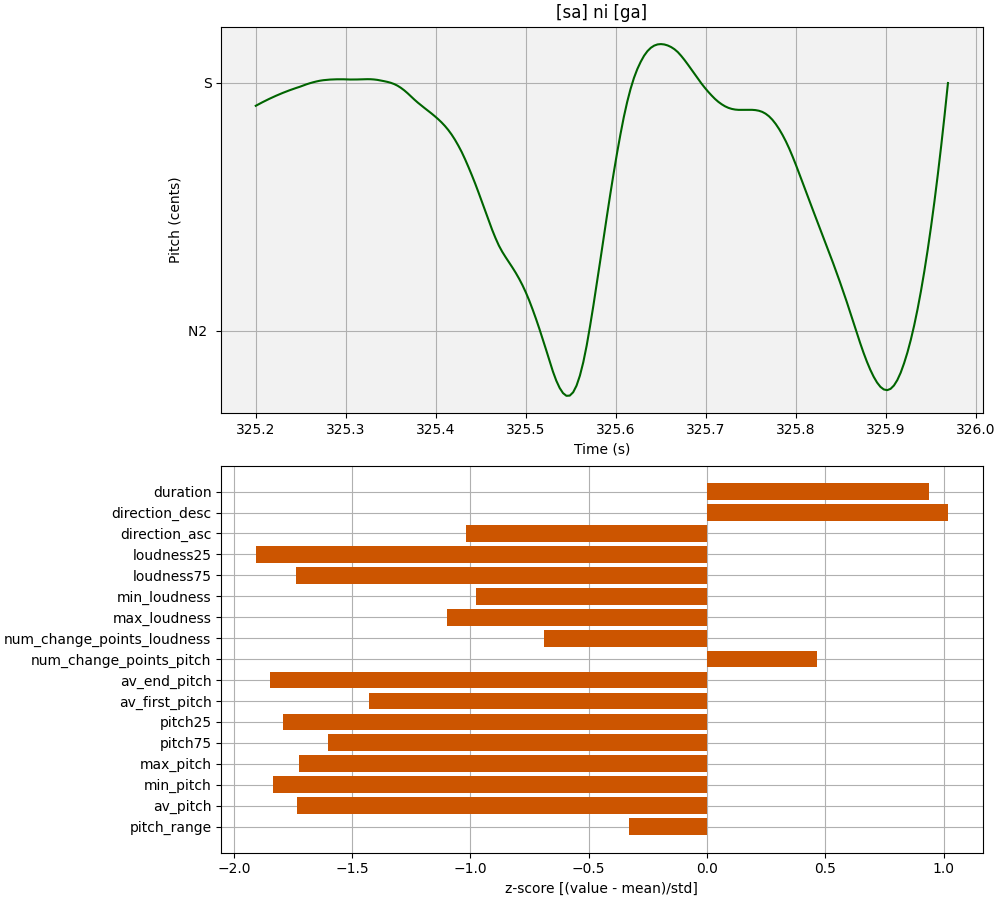 [sa] ni [ga]
S
N2
Pitch (cents)
325.2 325.3 325.4 325.5 325.6 325.7 325.8 325.9 326.0
Time (s)
duration
direction_desc
direction_asc
loudness25
loudness75
min_loudness
max_loudness
num_change_points_loudness
num_change_points_pitch
av_end_pitch
av_first_pitch
pitch25
pitch75
max_pitch
min_pitch
av_pitch
pitch_range
−2.0 −1.5 −1.0 −0.5 0.0 0.5 1.0
z-score [(value - mean)/std]